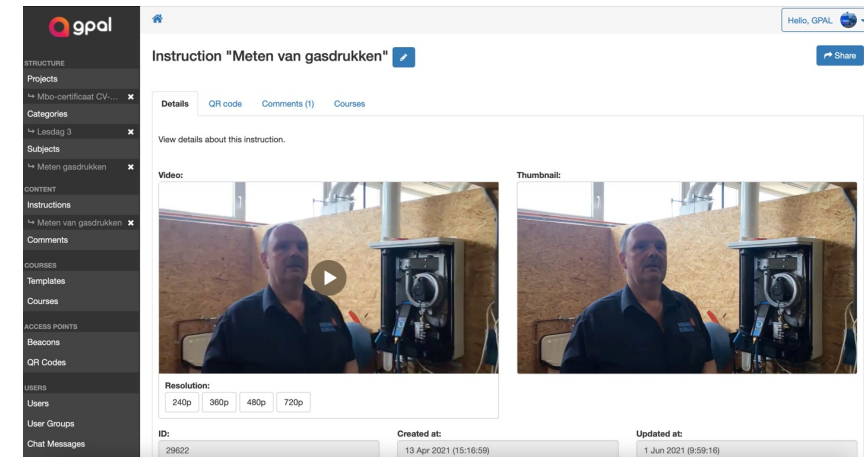 gpal
Hello, GPAL
STRUCTURE
Projects
↳ Mbo-certificaat CV-... ✖
Categories
↳ Lesdag 3 ✖
Subjects
↳ Meten gasdrukken ✖
CONTENT
Instructions
↳ Meten van gasdrukken ✖
Comments
COURSES
Templates
Courses
ACCESS POINTS
Beacons
QR Codes
USERS
Users
User Groups
Chat Messages
Instruction "Meten van gasdrukken"
Share
Details QR code Comments (1) Courses
View details about this instruction.
Video: Thumbnail:
Resolution:
240p 360p 480p 720p
ID: Created at: Updated at:
29622 13 Apr 2021 (15:16:59) 1 Jun 2021 (9:59:16)